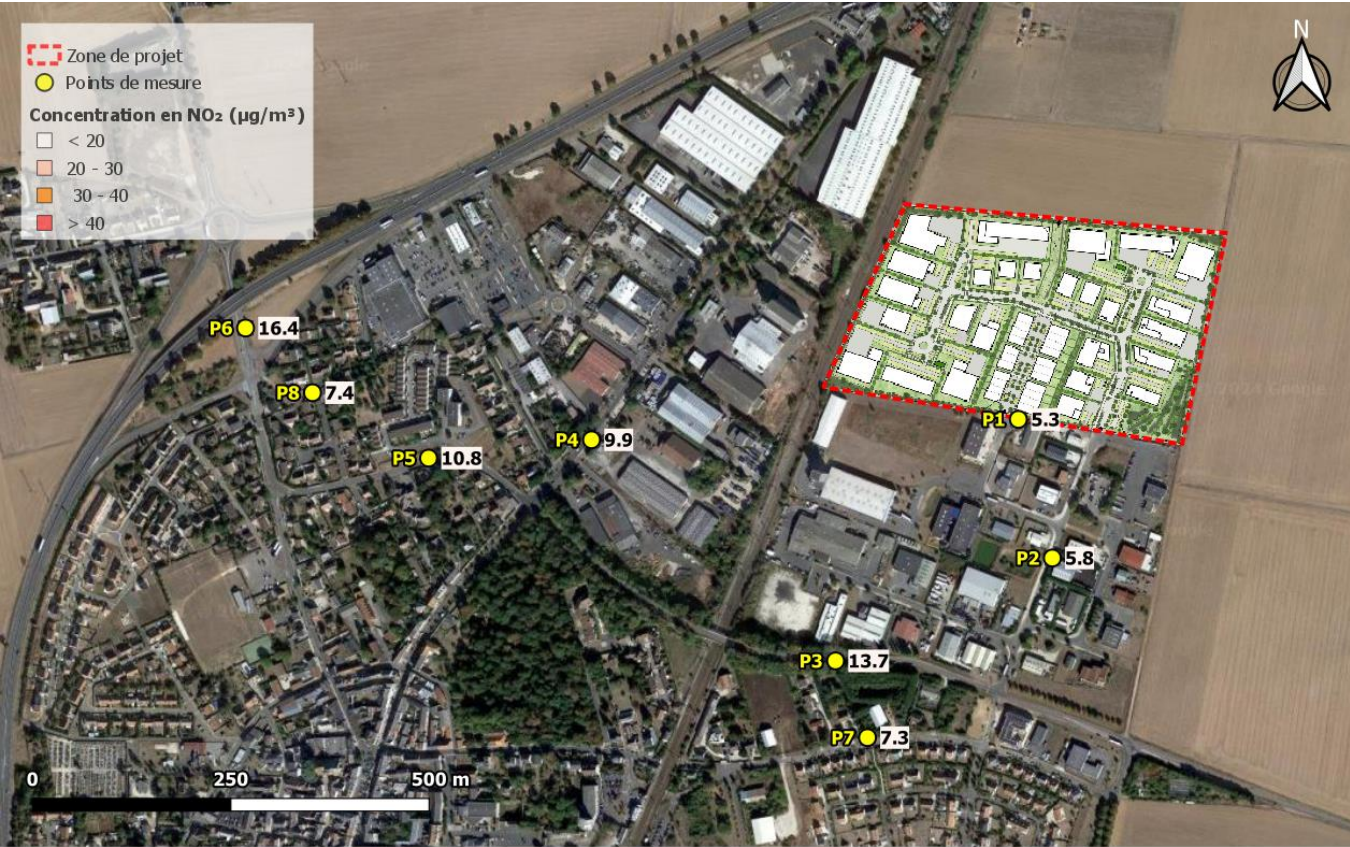 N
Zone de projet
Points de mesure
Concentration en NO₂ (µg/m³)
< 20
20 - 30
30 - 40
> 40
P6 16.4
P8 7.4
P1 5.3
P4 9.9
P5 10.8
P2 5.8
P3 13.7
P7 7.3
0 250 500 m